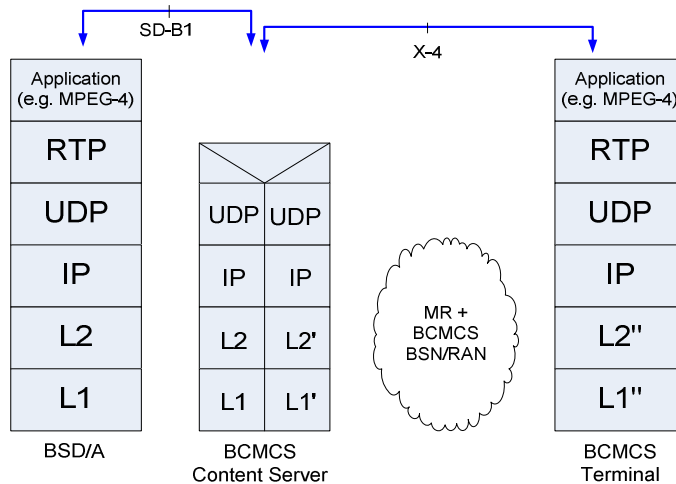 SD-B1
X-4
Application
(e.g. MPEG-4)
RTP
UDP
IP
L2
L1
BSD/A
UDP UDP
IP IP
L2 L2'
L1 L1'
BCMCS
Content Server
MR +
BCMCS
BSN/RAN
Application
(e.g. MPEG-4)
RTP
UDP
IP
L2"
L1"
BCMCS
Terminal